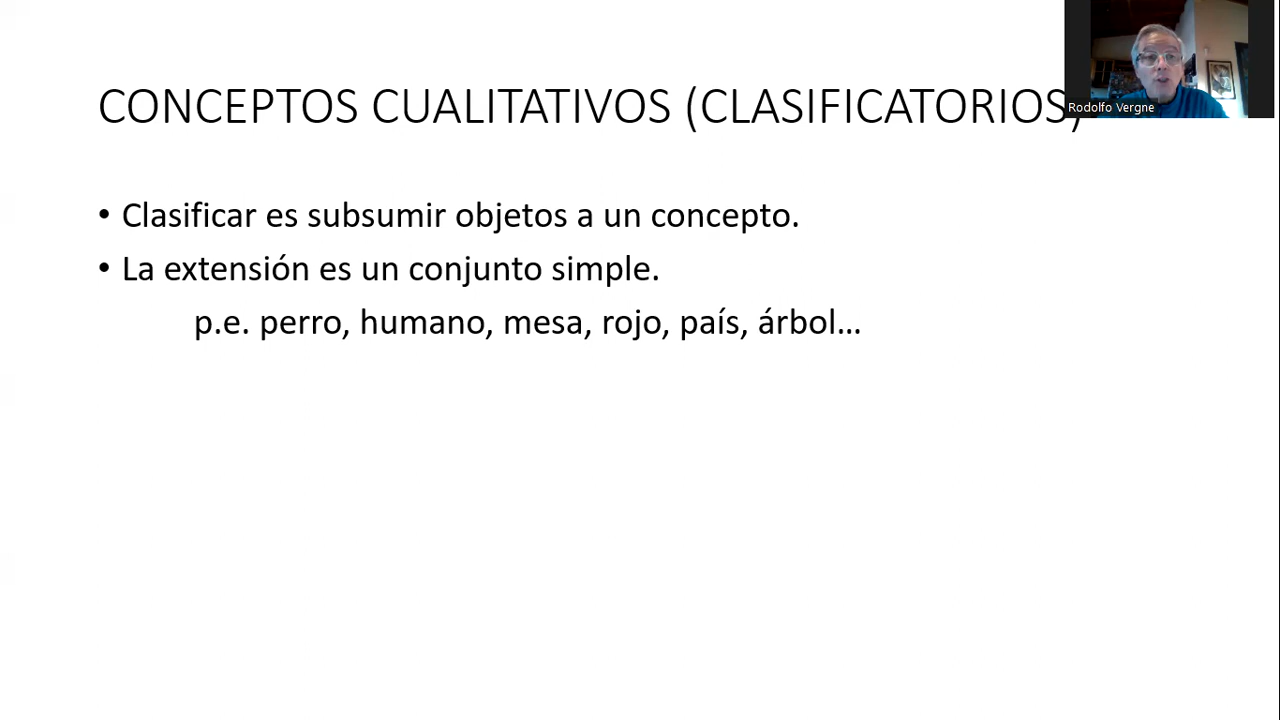 CONCEPTOS CUALITATIVOS (CLASIFICATORIOS)
Rodolfo Vergne
• Clasificar es subsumir objetos a un concepto.
• La extensión es un conjunto simple.
p.e. perro, humano, mesa, rojo, país, árbol...